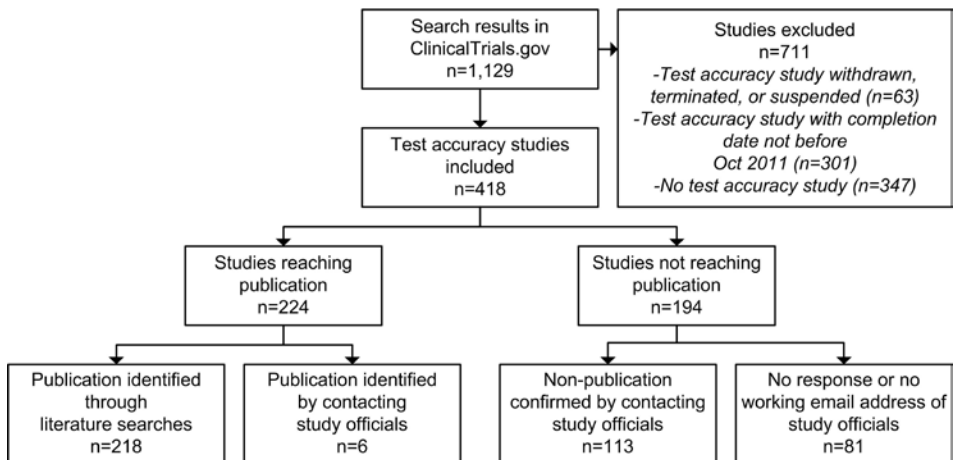 Search results in
ClinicalTrials.gov
n=1,129
Studies excluded
n=711
-Test accuracy study withdrawn,
terminated, or suspended (n=63)
-Test accuracy study with completion
date not before
Oct 2011 (n=301)
-No test accuracy study (n=347)
Test accuracy studies
included
n=418
Studies reaching
publication
n=224
Studies not reaching
publication
n=194
Publication identified
through
literature searches
n=218
Publication identified
by contacting
study officials
n=6
Non-publication
confirmed by contacting
study officials
n=113
No response or no
working email address of
study officials
n=81